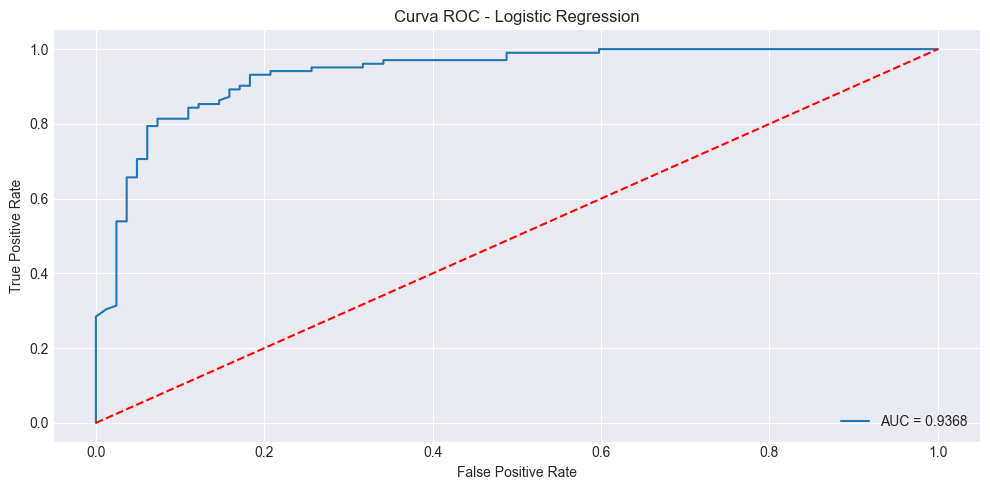 Curva ROC - Logistic Regression
True Positive Rate
1.0
0.8
0.6
0.4
0.2
0.0
0.0 0.2 0.4 0.6 0.8 1.0
False Positive Rate
AUC = 0.9368